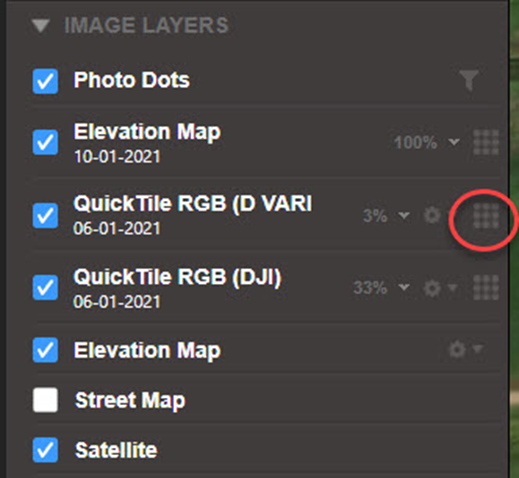 IMAGE LAYERS
Photo Dots
Elevation Map
100%
10-01-2021
QuickTile RGB (D VARI
3%
06-01-2021
QuickTile RGB (DJI)
33%
06-01-2021
Elevation Map
Street Map
Satellite